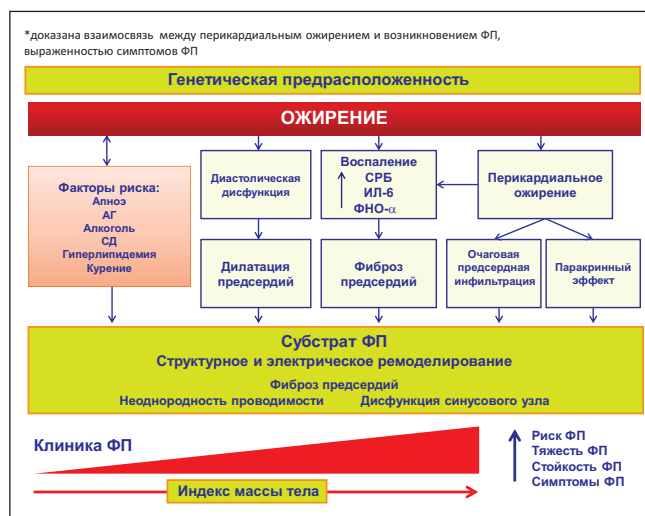 *доказана взаимосвязь между перикардиальным ожирением и возникновением ФП,
выраженностью симптомов ФП
Генетическая предрасположенность
ОЖИРЕНИЕ
Факторы риска:
Апноэ
АГ
Алкоголь
СД
Гиперлипидемия
Курение
Диастолическая
дисфункция
Воспаление
СРБ
ИЛ-6
ФНО-α
Перикардиальное
ожирение
Дилатация
предсердий
Фиброз
предсердий
Очаговая
предсердная
инфильтрация
Паракринный
эффект
Субстрат ФП
Структурное и электрическое ремоделирование
Фиброз предсердий
Неоднородность проводимости Дисфункция синусового узла
Клиника ФП
Индекс массы тела
Риск ФП
Тяжесть ФП
Стойкость ФП
Симптомы ФП